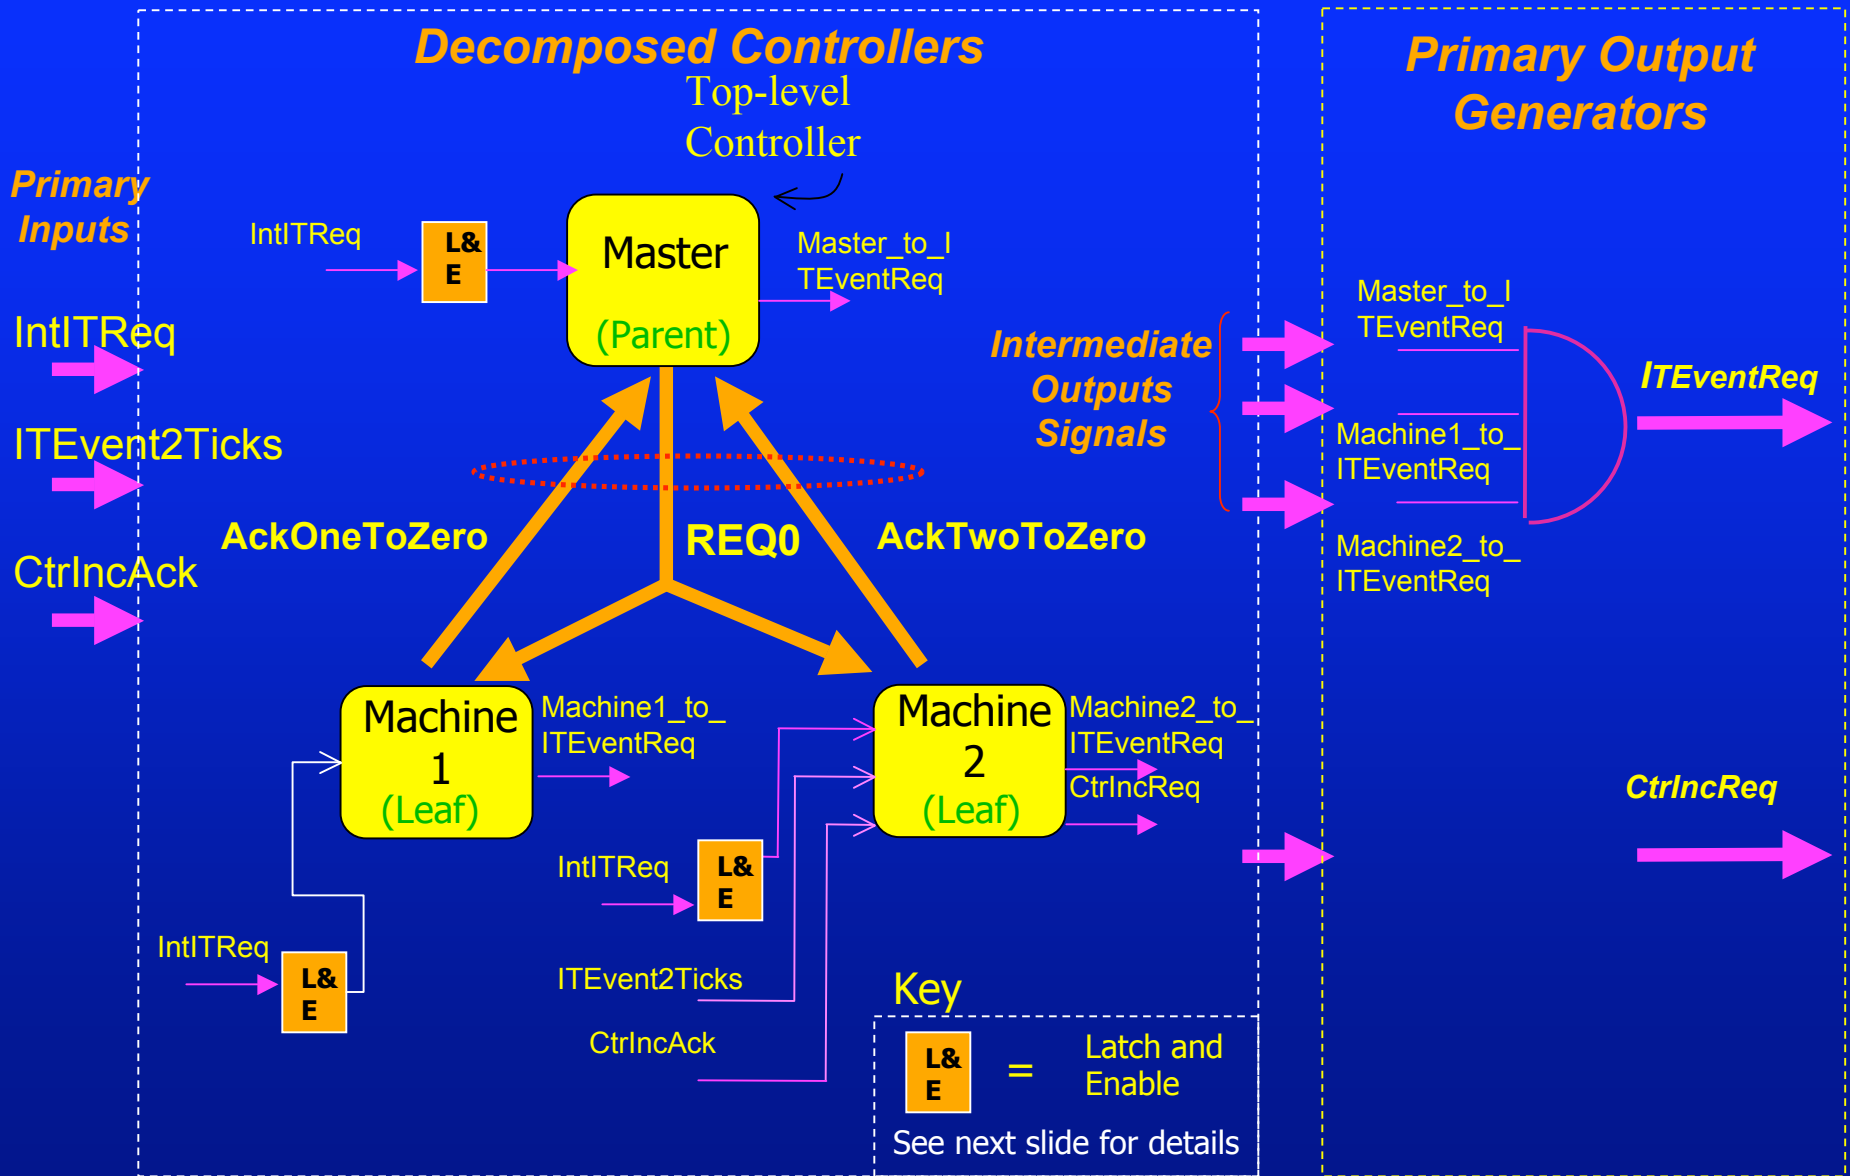 Decomposed Controllers
Top-level
Controller
Primary Output
Generators
Primary
Inputs
IntITReq
L&
E
Master
(Parent)
Master_to_I
TEventReq
IntITReq
ITEvent2Ticks
CtrIncAck
Intermediate
Outputs
Signals
Master_to_I
TEventReq
Machine1_to_
ITEventReq
Machine2_to_
ITEventReq
ITEventReq
AckOneToZero
REQ0
AckTwoToZero
Machine
1
(Leaf)
Machine1_to_
ITEventReq
Machine
2
(Leaf)
Machine2_to_
ITEventReq
CtrIncReq
CtrIncReq
IntITReq
L&
E
IntITReq
L&
E
ITEvent2Ticks
CtrIncAck
Key
L&
E
=
Latch and
Enable
See next slide for details